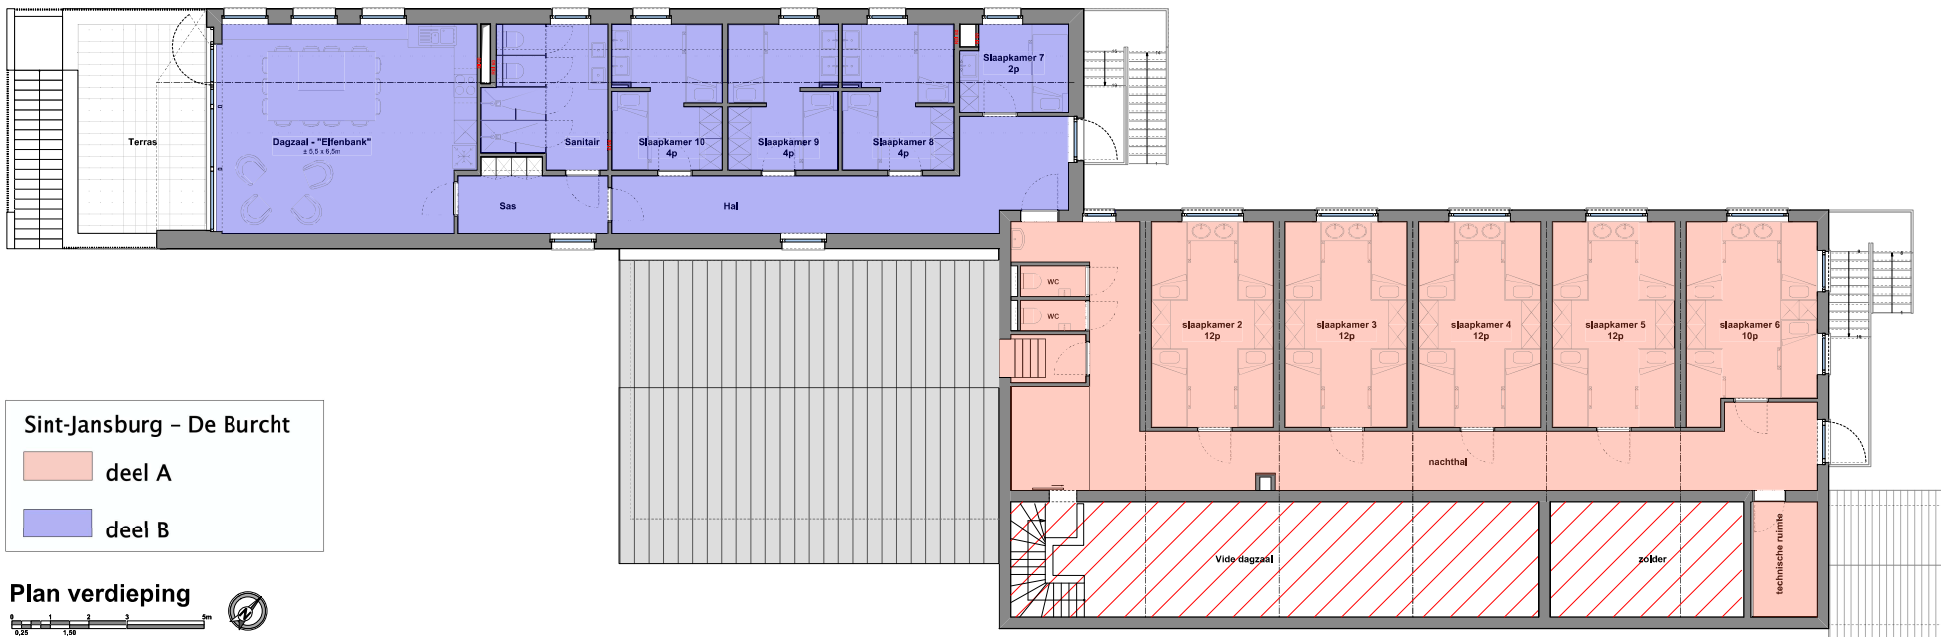 Terras
Dagzaal - "Elfenbank"
± 5,5 x 6,5m
Sanitair
Slaapkamer 10
4p
Slaapkamer 9
4p
Slaapkamer 8
4p
Slaapkamer 7
2p
Sas
Hal
WC
WC
slaapkamer 2
12p
slaapkamer 3
12p
slaapkamer 4
12p
slaapkamer 5
12p
slaapkamer 6
10p
nachthal
Vide dagzaal
zolder
technische ruimte
Sint-Jansburg – De Burcht
deel A
deel B
Plan verdieping
0 1 2 3 5m
0,25 1,50
N